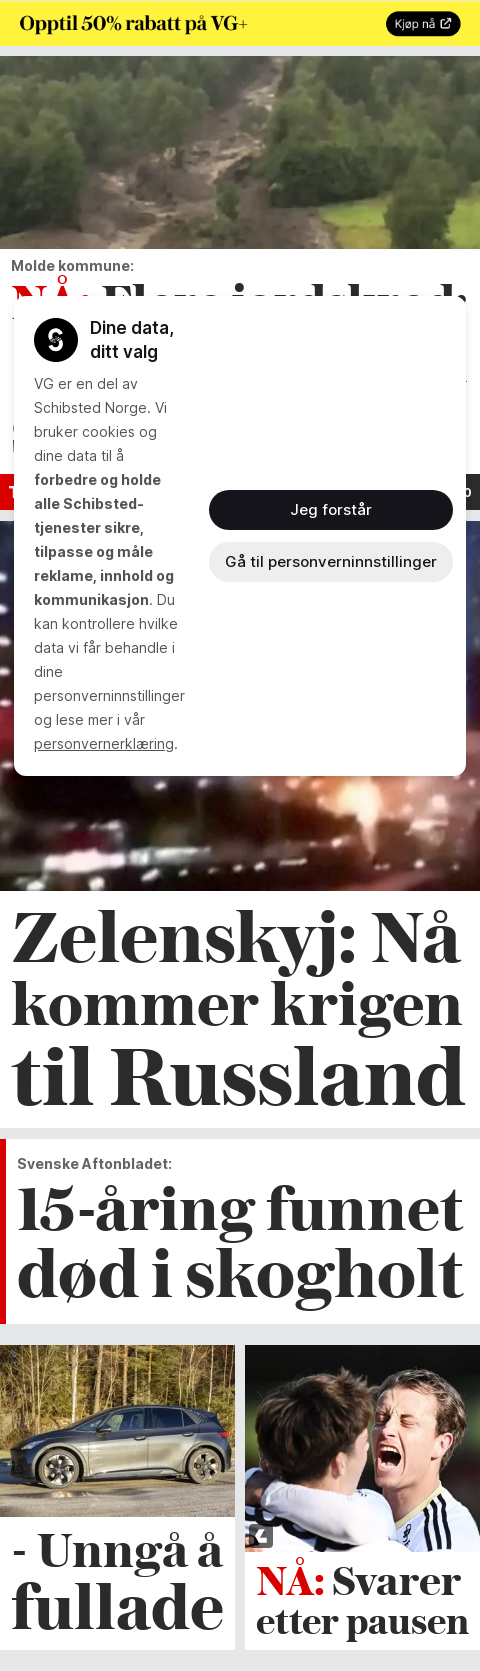 Opptil 50% rabatt på VG+
Kjøp nå
Molde kommune:
NÅ: Flere jordskred:
Dine data,
ditt valg
VG er en del av
Schibsted Norge. Vi
bruker cookies og
dine data til å
forbedre og holde
alle Schibsted-
tjenester sikre,
tilpasse og måle
reklame, innhold og
kommunikasjon. Du
kan kontrollere hvilke
data vi får behandle i
dine
personverninnstillinger
og lese mer i vår
personvernerklæring.
Jeg forstår
Gå til personverninnstillinger
Zelenskyj: Nå
kommer krigen
til Russland
Svenske Aftonbladet:
15-åring funnet
død i skogholt
- Unngå å
fullade
NÅ: Svarer
etter pausen